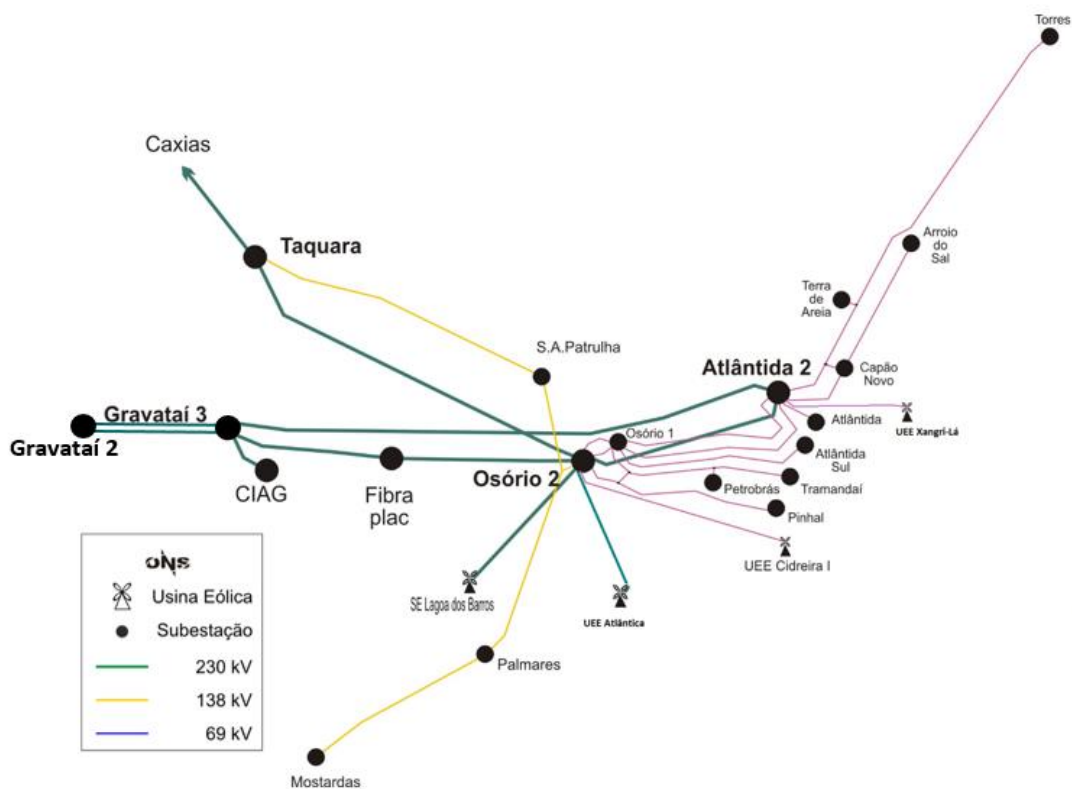 Torres
Caxias
Taquara
Arroio
do
Sal
Terra
de
Areia
S.A.Patrulha
Atlântida 2
Capão
Novo
Gravataí 3
Gravataí 2
Atlântida
UEE Xangri-Lá
Osório 1
Atlântida
Sul
Osório 2
CIAG
Fibra
plac
Petrobrás
Tramandaí
Pinhal
UEE Cidreira I
ONS
Usina Eólica
Subestação
230 kV
138 kV
69 kV
SE Lagoa dos Barros
UEE Atlântica
Palmares
Mostardas